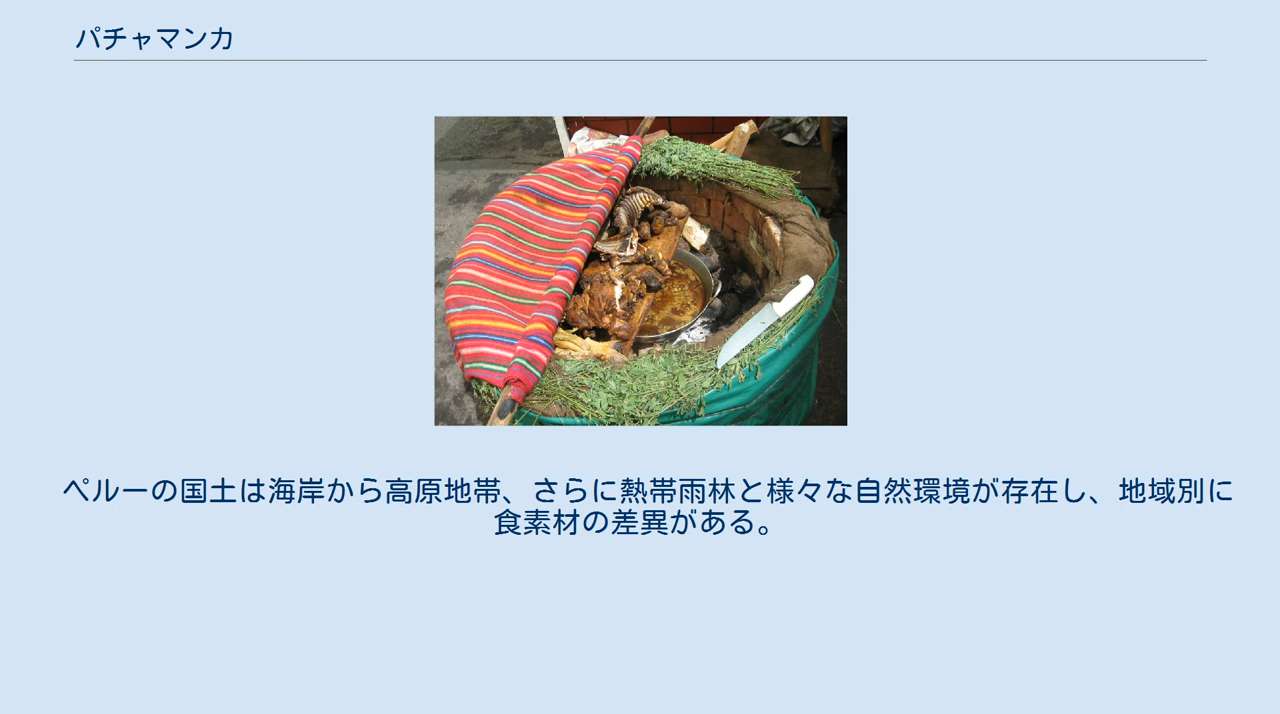 パチャマンカ
ペルーの国土は海岸から高原地帯、さらに熱帯雨林と様々な自然環境が存在し、地域別に
食素材の差異がある。